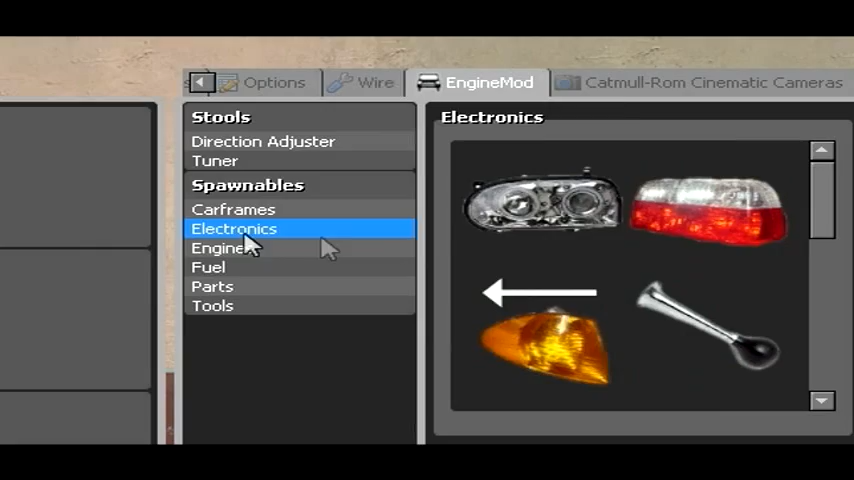 Options
Wire
EngineMod
Catmull-Rom Cinematic Cameras
Stools
Direction Adjuster
Tuner
Spawnables
Carframes
Electronics
Engine
Fuel
Parts
Tools
Electronics